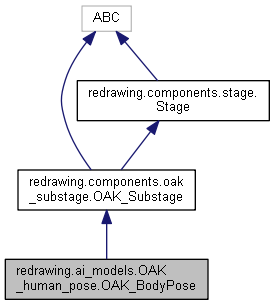 ABC
redrawing.components.stage.
Stage
redrawing.components.oak
_substage.OAK_Substage
redrawing.ai_models.OAK
_human_pose.OAK_BodyPose